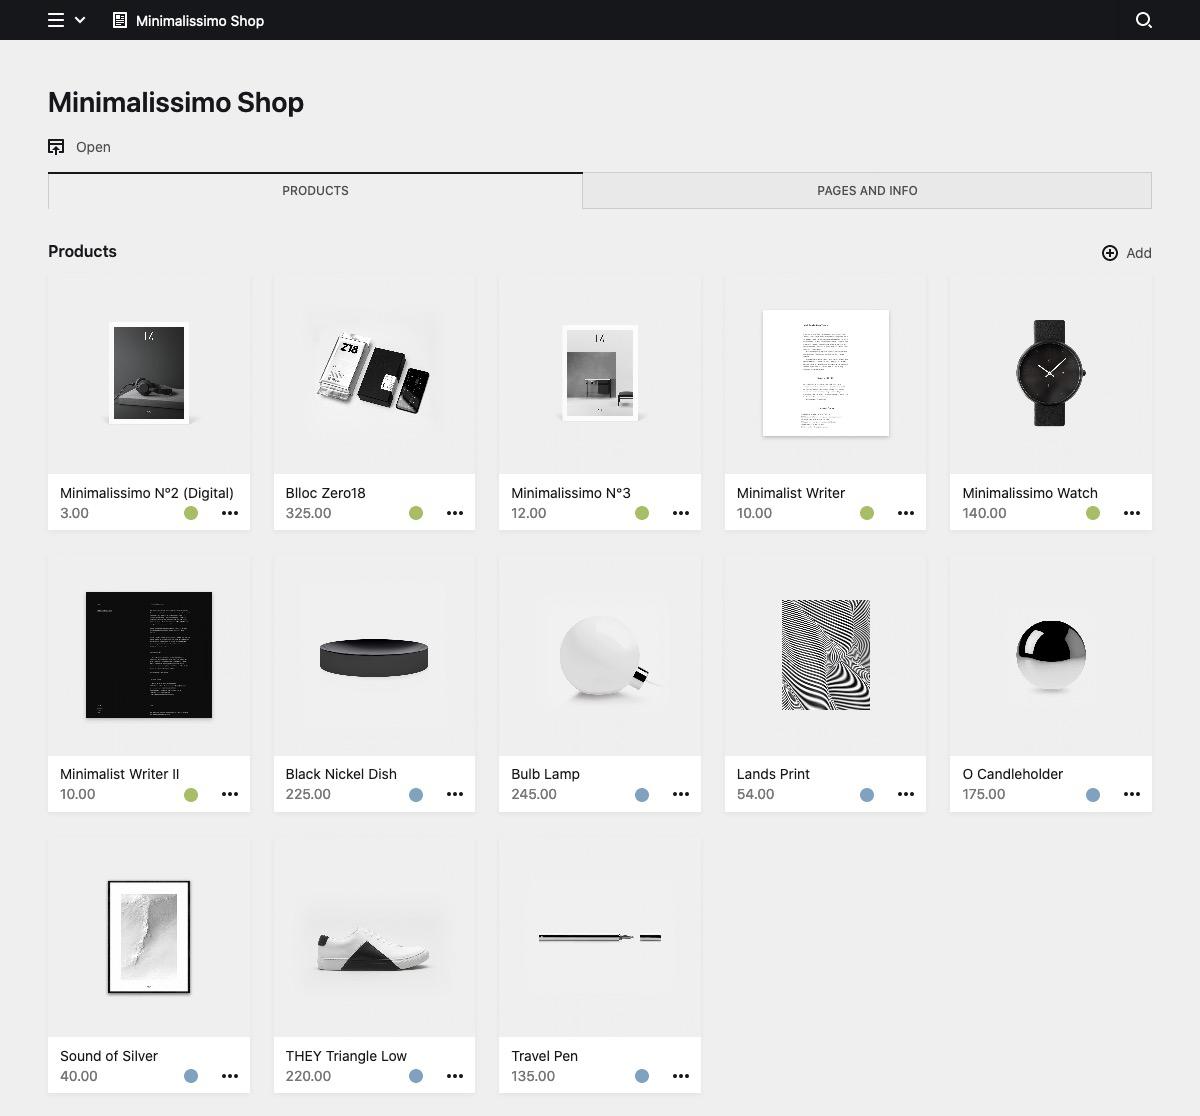 Minimalissimo Shop
Minimalissimo Shop
Open
PRODUCTS
PAGES AND INFO
Products
Add
14
Z18
Minimalissimo Nº2 (Digital)
3.00
Blloc Zero18
325.00
Minimalissimo N°3
12.00
Minimalist Writer
10.00
Minimalissimo Watch
140.00
Minimalist Writer II
10.00
Black Nickel Dish
225.00
Bulb Lamp
245.00
Lands Print
54.00
O Candleholder
175.00
Sound of Silver
40.00
THEY Triangle Low
220.00
Travel Pen
135.00